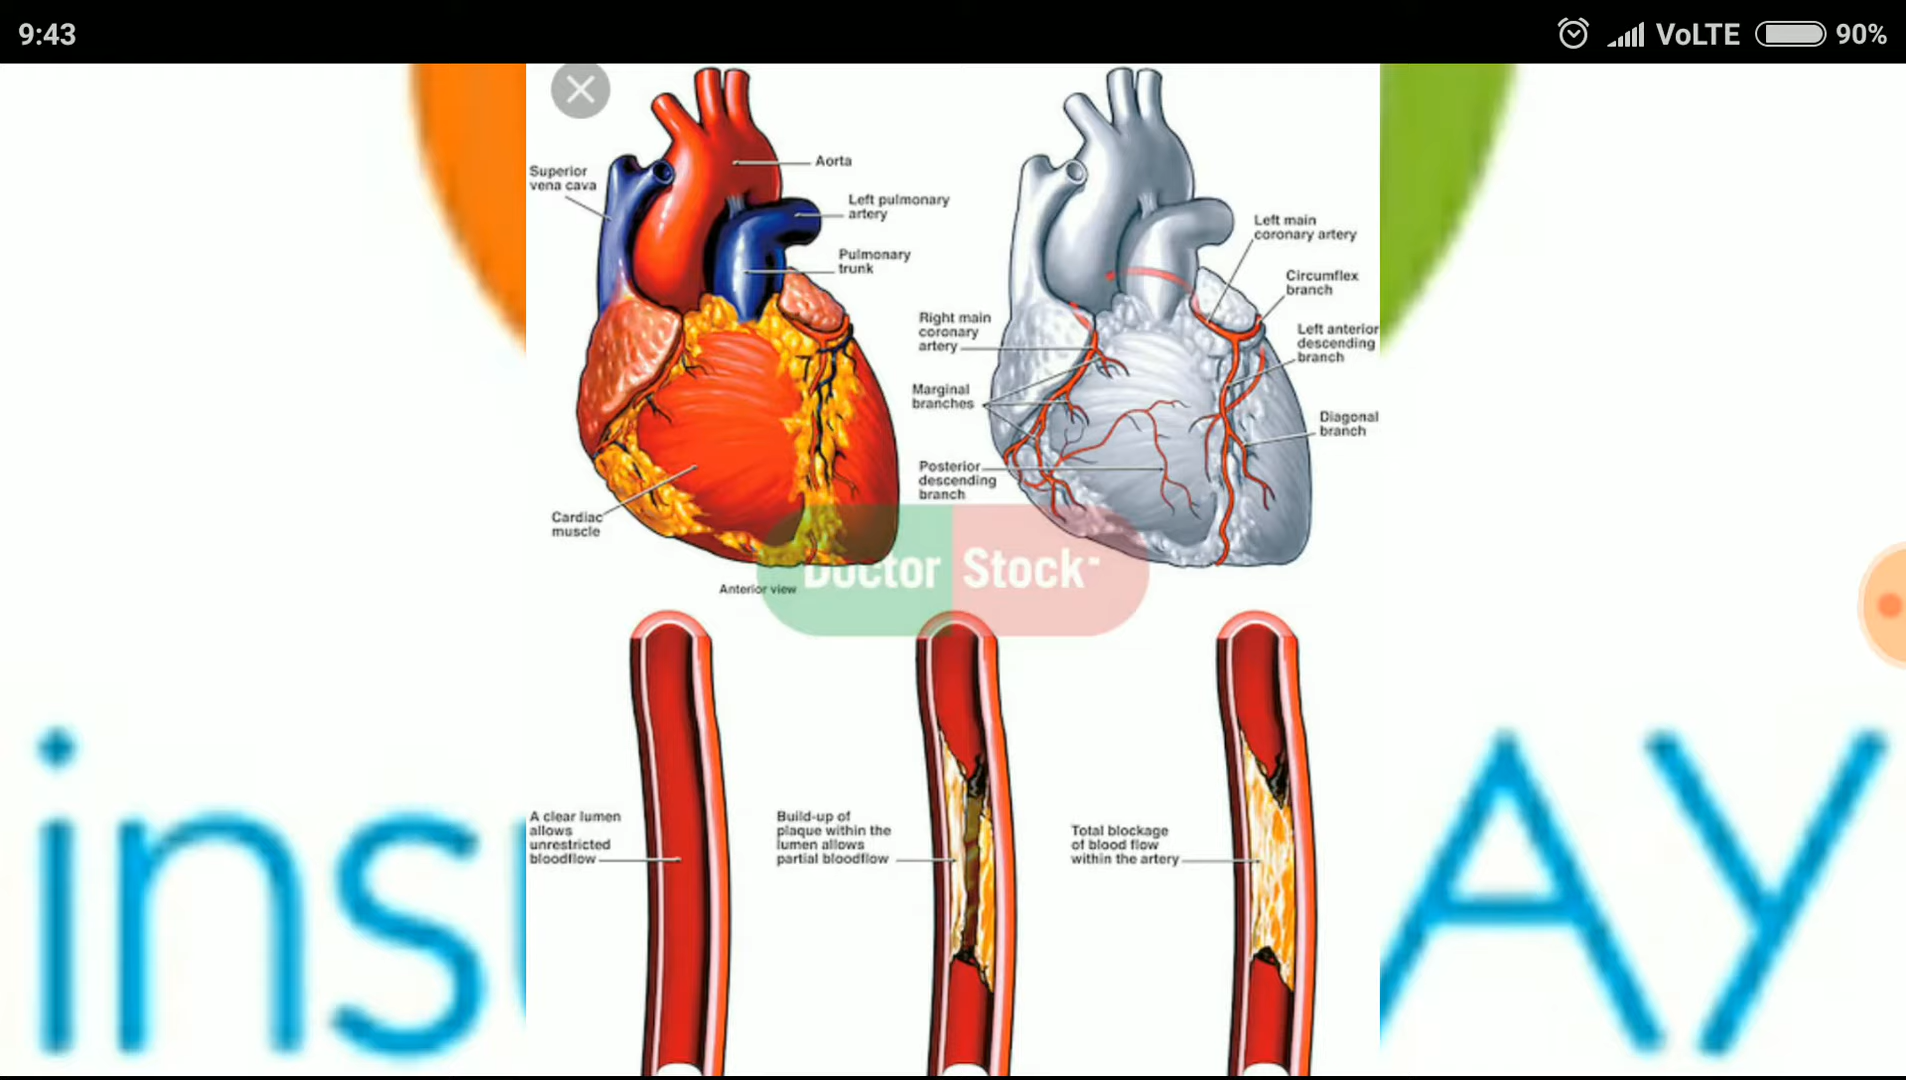 9:43
VoLTE 90%
Superior
vena cava
Aorta
Left pulmonary
artery
Pulmonary
trunk
Cardiac
muscle
Anterior view
Left main
coronary artery
Circumflex
branch
Right main
coronary
artery
Left anterior
descending
branch
Marginal
branches
Diagonal
branch
Posterior
descending
branch
Doctor Stock
A clear lumen
allows
unrestricted
bloodflow
Build-up of
plaque within the
lumen allows
partial bloodflow
Total blockage
of blood flow
within the artery
ins
AY